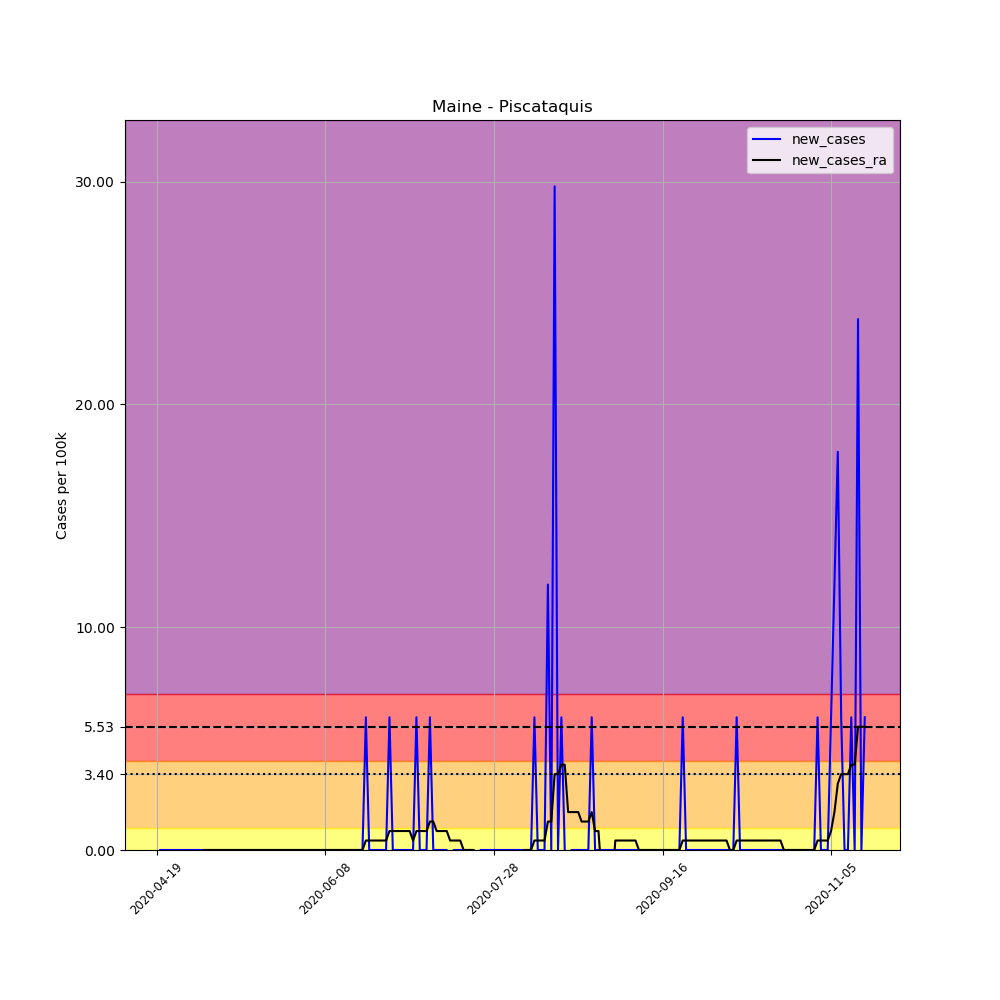 Maine - Piscataquis
new_cases
new_cases_ra
Cases per 100k
30.00
20.00
10.00
5.53
3.40
0.00
2020-04-19
2020-06-08
2020-07-28
2020-09-16
2020-11-05